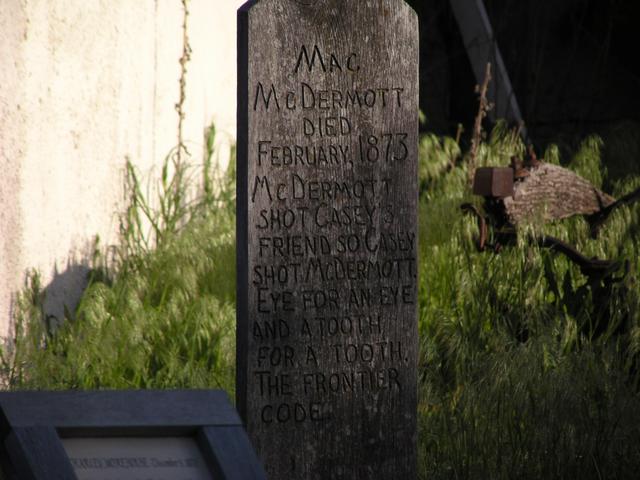 MAC
MCDERMOTT
DIED
FEBRUARY, 1873
MCDERMOTT
SHOT CASEY'S
FRIEND SO CASEY
SHOT MCDERMOTT.
EYE FOR AN EYE
AND A TOOTH
FOR A TOOTH.
THE FRONTIER
CODE